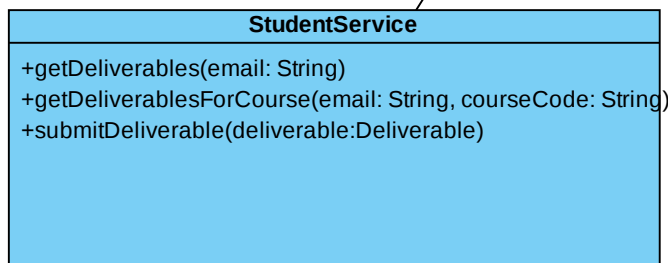 StudentService
+getDeliverables(email: String)
+getDeliverablesForCourse(email: String, courseCode: String)
+submitDeliverable(deliverable:Deliverable)